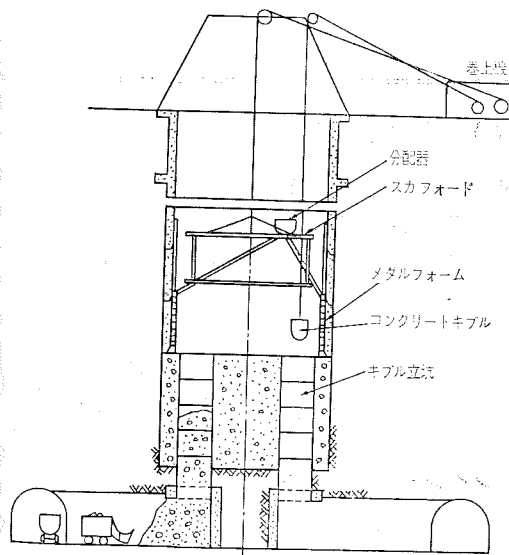 巻上機
分配器
スカフォード
メタルフォーム
コンクリートキブル
キブル立坑